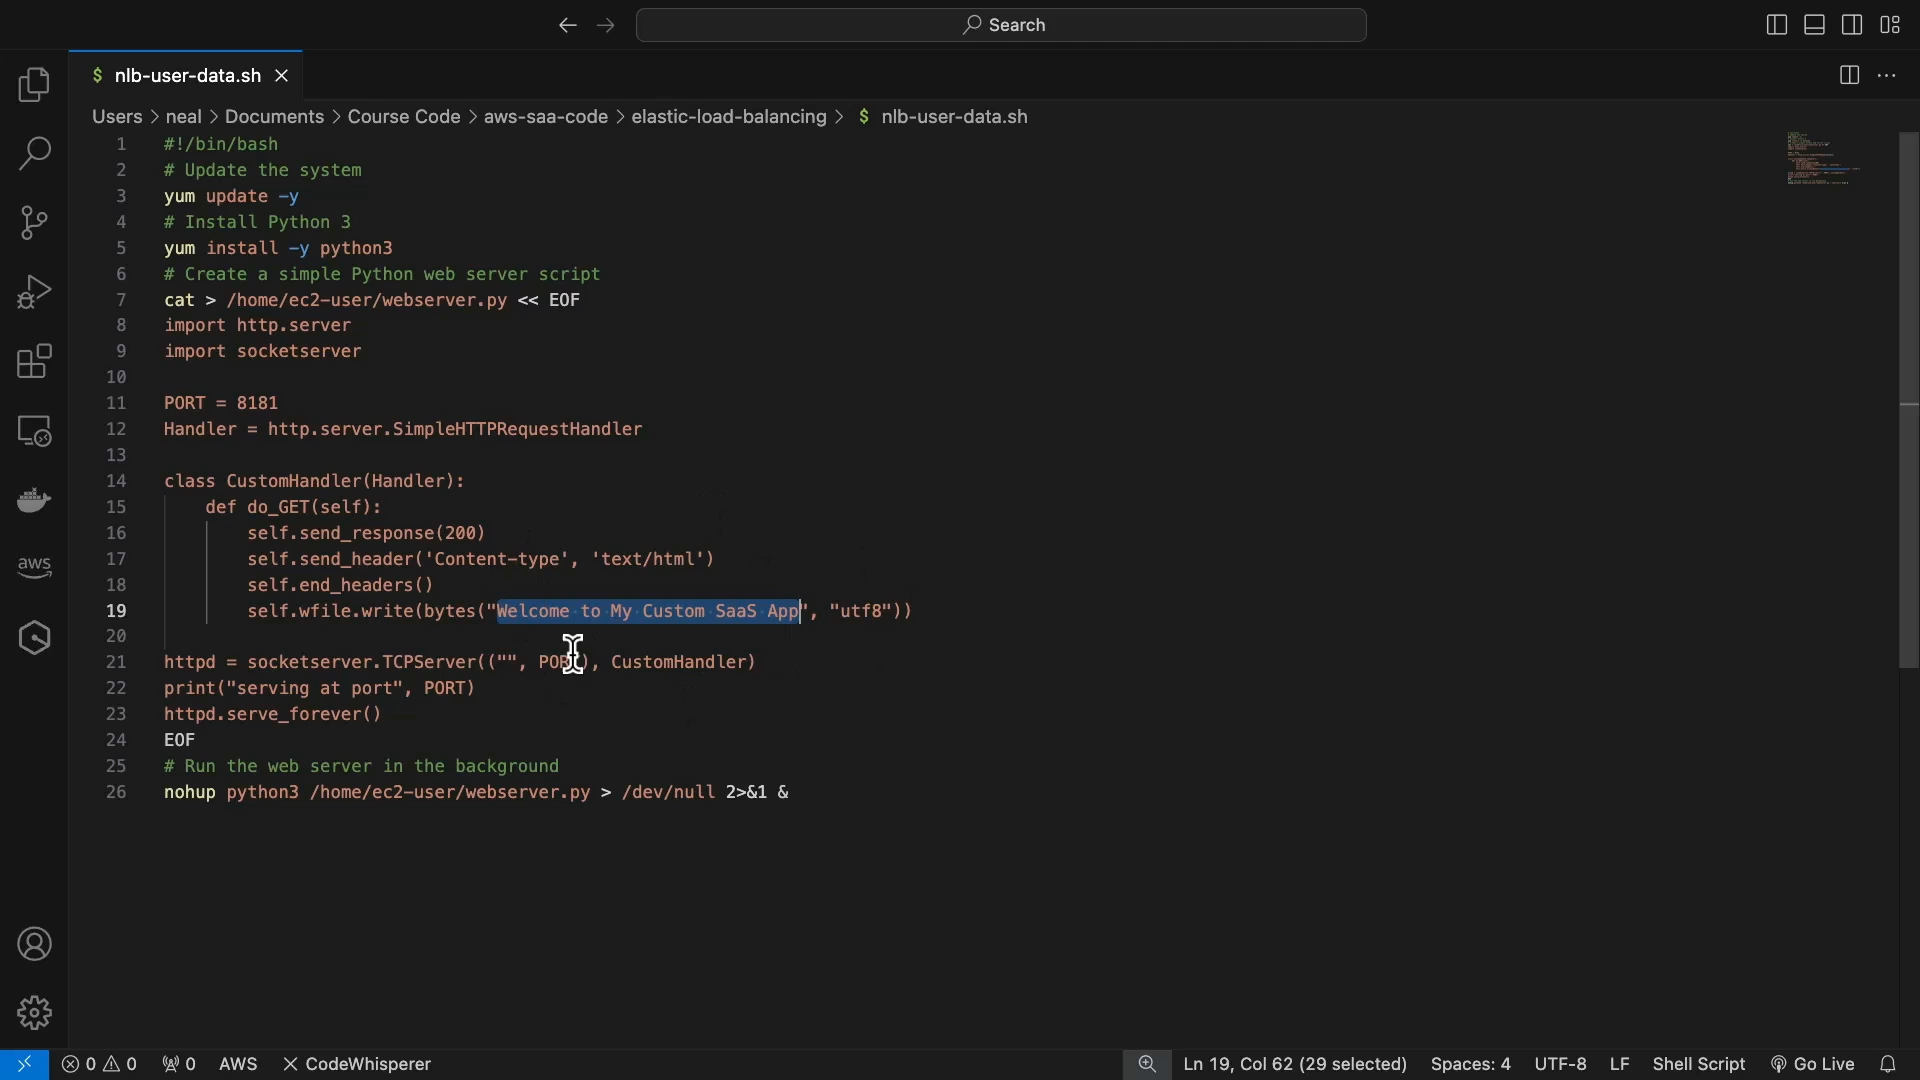 Search
$ nlb-user-data.sh
Users > neal > Documents > Course Code > aws-saa-code > elastic-load-balancing > $ nlb-user-data.sh
1 #!/bin/bash
2 # Update the system
3 yum update -y
4 # Install Python 3
5 yum install -y python3
6 # Create a simple Python web server script
7 cat > /home/ec2-user/webserver.py << EOF
8 import http.server
9 import socketserver
10
11 PORT = 8181
12 Handler = http.server.SimpleHTTPRequestHandler
13
14 class CustomHandler(Handler):
15     def do_GET(self):
16         self.send_response(200)
17         self.send_header('Content-type', 'text/html')
18         self.end_headers()
19         self.wfile.write(bytes("Welcome to My Custom SaaS App", "utf8"))
20
21 httpd = socketserver.TCPServer(("", PORT), CustomHandler)
22 print("serving at port", PORT)
23 httpd.serve_forever()
24 EOF
25 # Run the web server in the background
26 nohup python3 /home/ec2-user/webserver.py > /dev/null 2>&1 &
aws
0 0 0 AWS CodeWhisperer Ln 19, Col 62 (29 selected) Spaces: 4 UTF-8 LF Shell Script Go Live